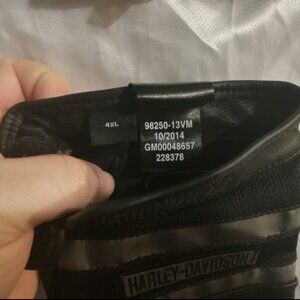 4XL
98250-13VM
10/2014
GM00048657
228378
HARLEY-DAVIDSON